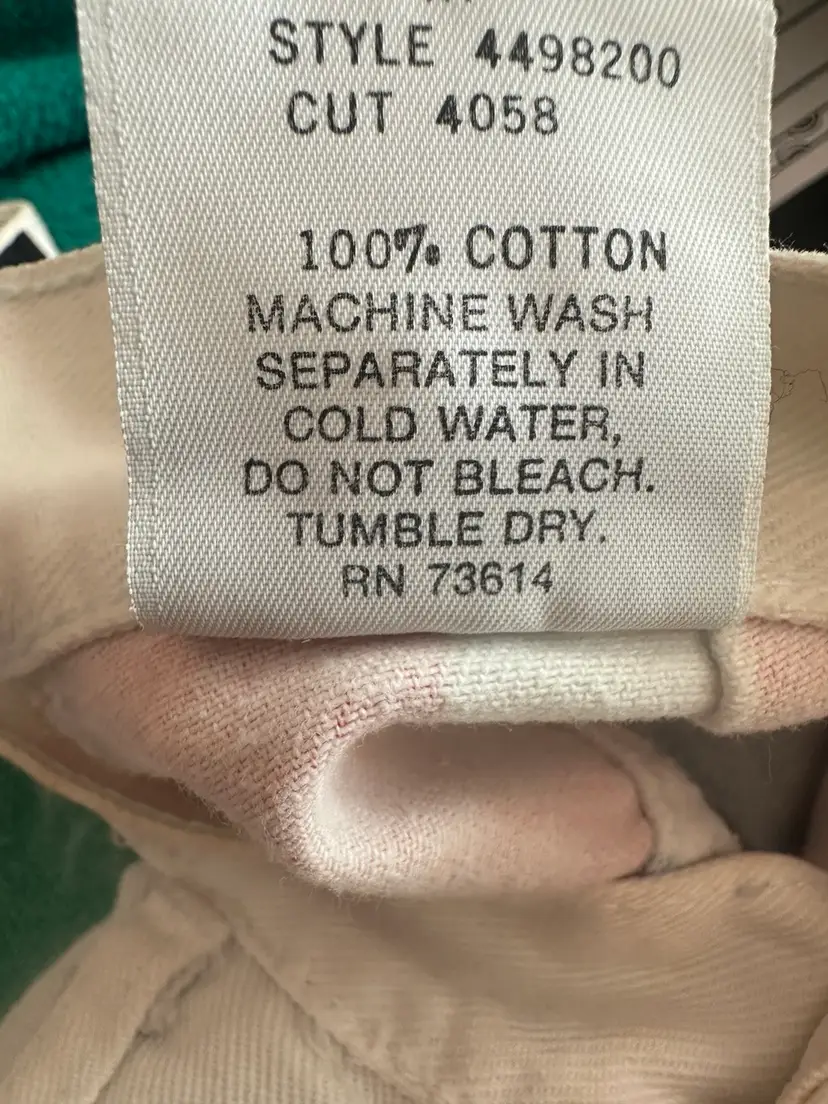 STYLE 4498200
CUT 4058
100% COTTON
MACHINE WASH
SEPARATELY IN
COLD WATER,
DO NOT BLEACH.
TUMBLE DRY.
RN 73614